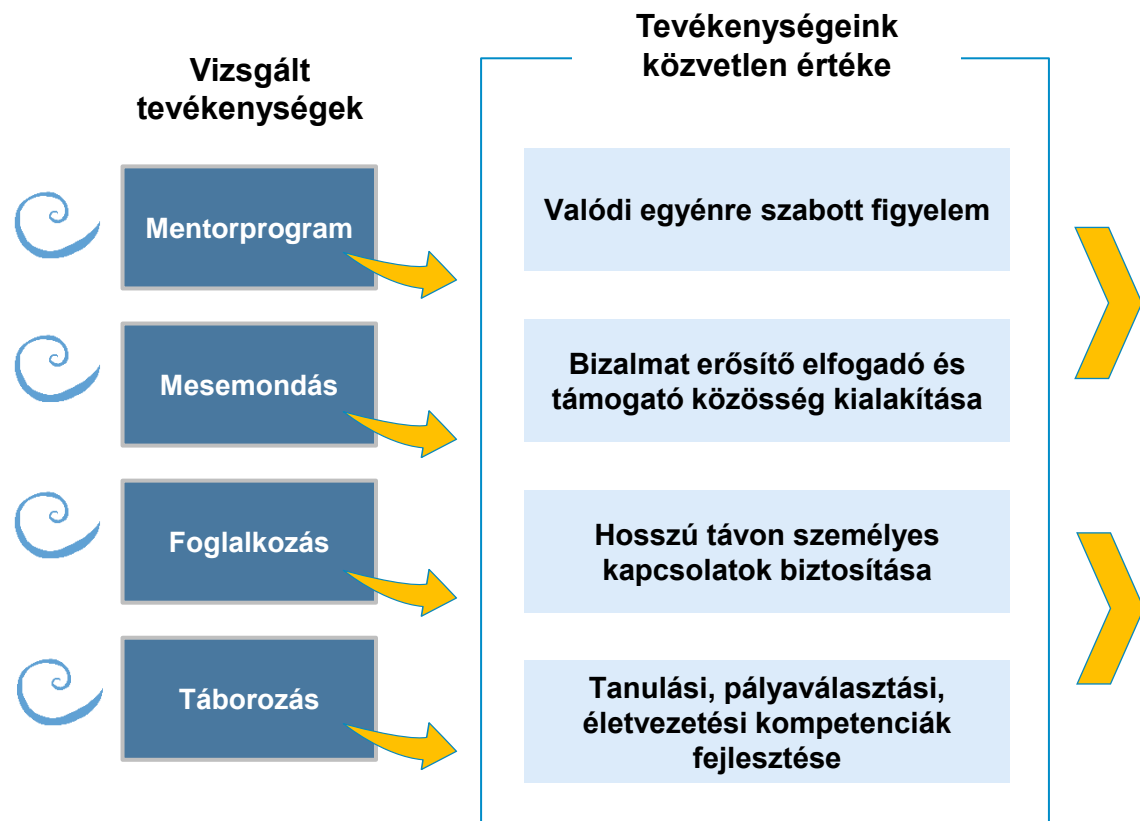 Vizsgált
tevékenységek
Tevékenységeink
közvetlen értéke
Mentorprogram
Valódi egyénre szabott figyelem
Mesemondás
Bizalmat erősítő elfogadó és
támogató közösség kialakítása
Foglalkozás
Hosszú távon személyes
kapcsolatok biztosítása
Táborozás
Tanulási, pályaválasztási,
életvezetési kompetenciák
fejlesztése